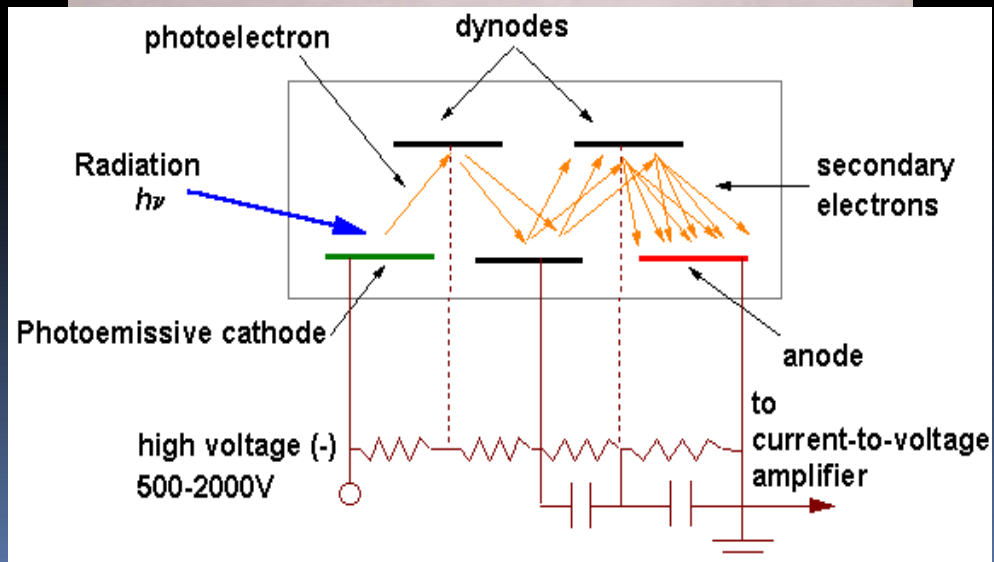 photoelectron
dynodes
Radiation
hν
secondary
electrons
Photoemissive cathode
anode
to
current-to-voltage
amplifier
high voltage (-)
500-2000V